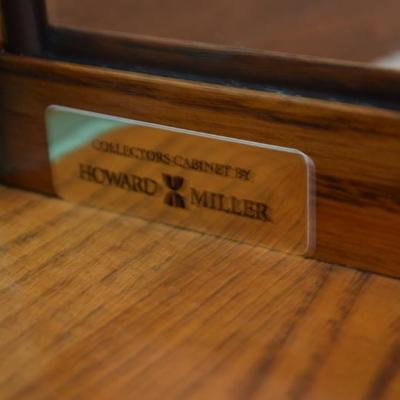 COLLECTORS CABINET BY
HOWARD MILLER